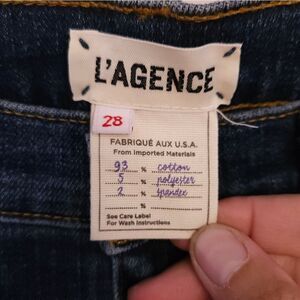 L'AGENCE
28
FABRIQUÉ AUX U.S.A.
From Imported Materials
93 % cotton
5 % polyester
2 % spandex
%
See Care Label
For Wash Instructions